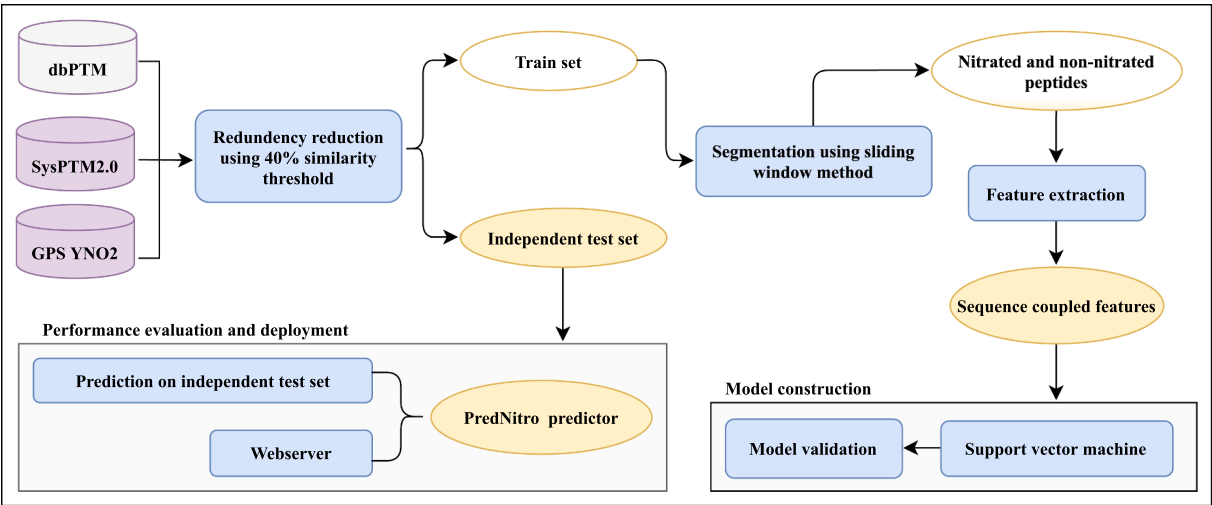 dbPTM
SysPTM2.0
GPS YNO2
Redundency reduction
using 40% similarity
threshold
Train set
Independent test set
Segmentation using sliding
window method
Nitrated and non-nitrated
peptides
Feature extraction
Sequence coupled features
Performance evaluation and deployment
Prediction on independent test set
Webserver
PredNitro predictor
Model construction
Model validation
Support vector machine